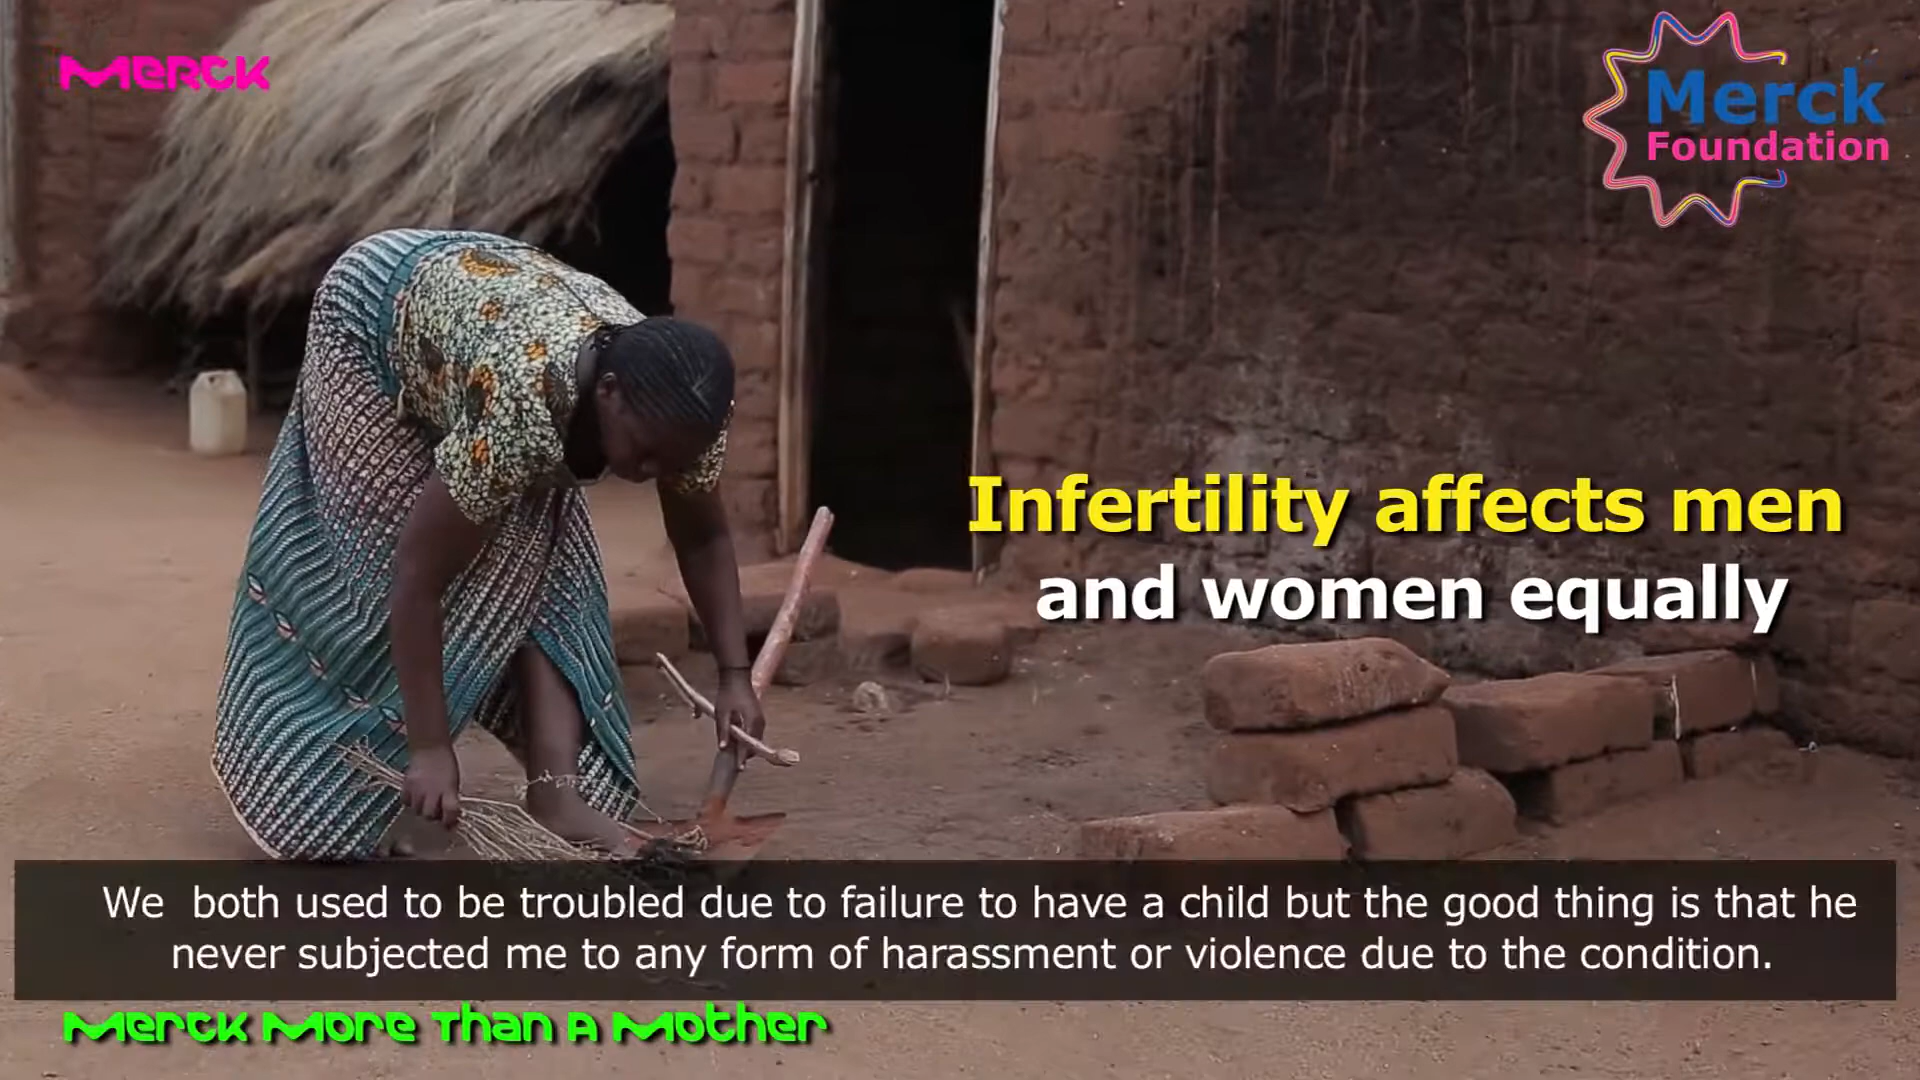 MERCK
Merck
Foundation
Infertility affects men
and women equally
We both used to be troubled due to failure to have a child but the good thing is that he
never subjected me to any form of harassment or violence due to the condition.
Merck More Than A Mother